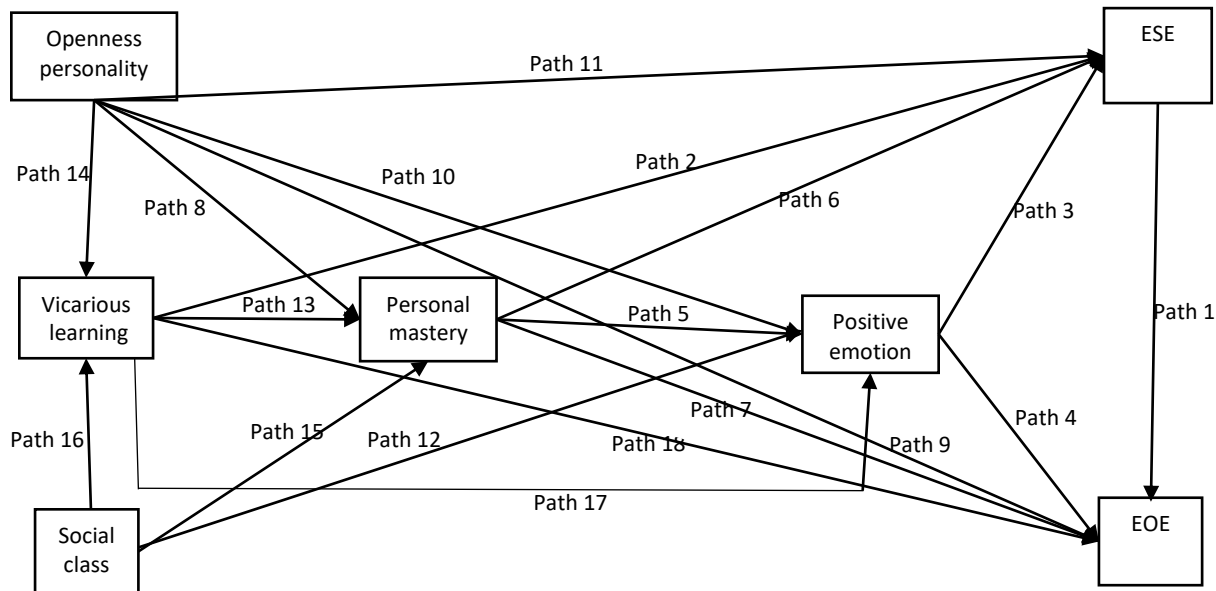 Openness
personality
ESE
Path 11
Path 14
Path 8
Path 10
Path 2
Path 6
Path 3
Vicarious
learning
Path 13
Personal
mastery
Path 5
Positive
emotion
Path 1
Path 16
Path 15
Path 12
Path 18
Path 7
Path 9
Path 4
Path 17
Social
class
EOE